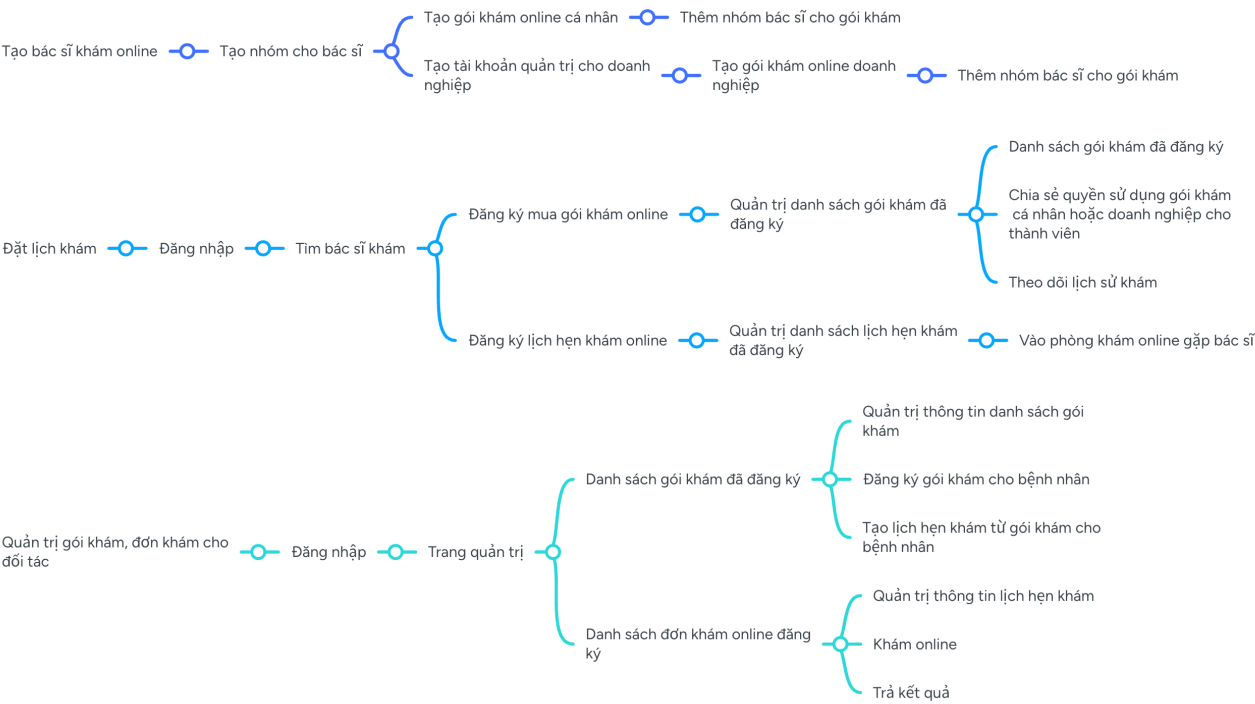 Tạo bác sĩ khám online
Tạo nhóm cho bác sĩ
Tạo gói khám online cá nhân
Thêm nhóm bác sĩ cho gói khám
Tạo tài khoản quản trị cho doanh
nghiệp
Tạo gói khám online doanh
nghiệp
Thêm nhóm bác sĩ cho gói khám
Đặt lịch khám
Đăng nhập
Tìm bác sĩ khám
Đăng ký mua gói khám online
Quản trị danh sách gói khám đã
đăng ký
Danh sách gói khám đã đăng ký
Chia sẻ quyền sử dụng gói khám
cá nhân hoặc doanh nghiệp cho
thành viên
Theo dõi lịch sử khám
Đăng ký lịch hẹn khám online
Quản trị danh sách lịch hẹn khám
đã đăng ký
Vào phòng khám online gặp bác sĩ
Quản trị gói khám, đơn khám cho
đối tác
Đăng nhập
Trang quản trị
Danh sách gói khám đã đăng ký
Quản trị thông tin danh sách gói
khám
Đăng ký gói khám cho bệnh nhân
Tạo lịch hẹn khám từ gói khám cho
bệnh nhân
Danh sách đơn khám online đăng
ký
Quản trị thông tin lịch hẹn khám
Khám online
Trả kết quả